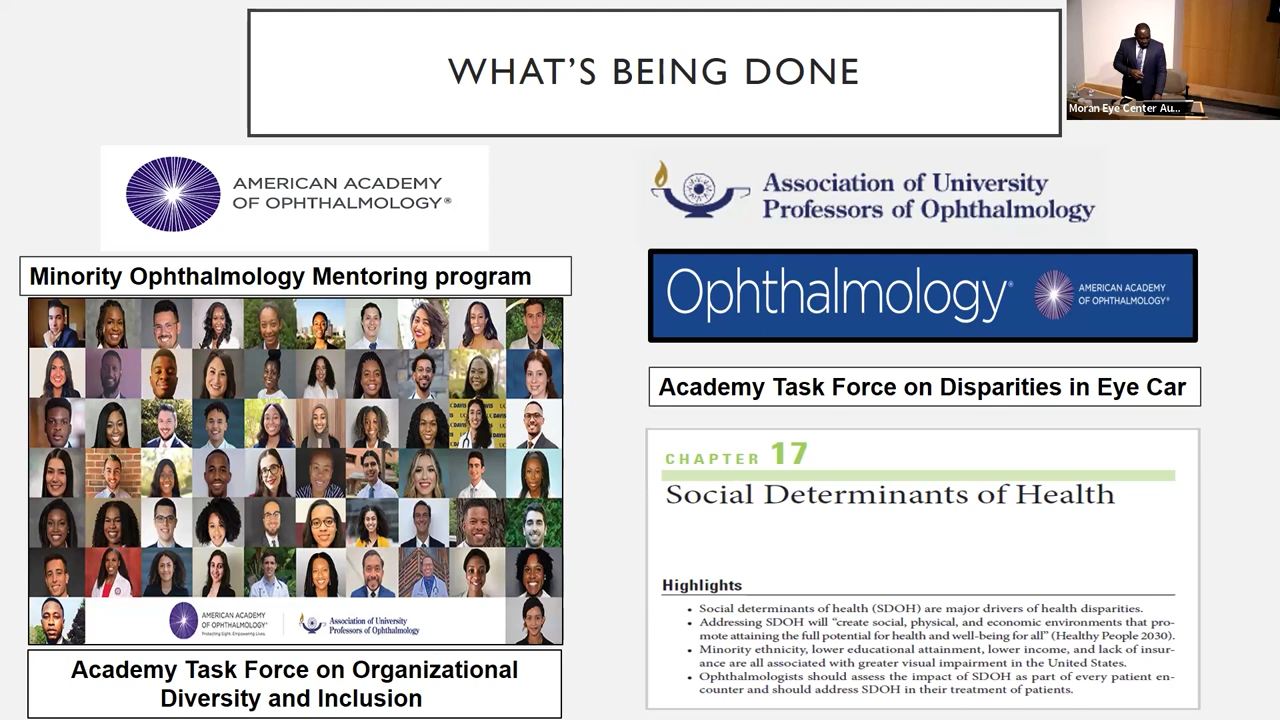 WHAT'S BEING DONE
Moran Eye Center Au...
AMERICAN ACADEMY
OF OPHTHALMOLOGY®
Association of University
Professors of Ophthalmology
Minority Ophthalmology Mentoring program
Ophthalmology®
AMERICAN ACADEMY
OF OPHTHALMOLOGY®
Academy Task Force on Disparities in Eye Car
UC DAVIS
AMERICAN ACADEMY
OF OPHTHALMOLOGY®
Protecting Sight. Empowering Lives.
Association of University
Professors of Ophthalmology
Academy Task Force on Organizational
Diversity and Inclusion
CHAPTER 17
Social Determinants of Health
Highlights
• Social determinants of health (SDOH) are major drivers of health disparities.
• Addressing SDOH will “create social, physical, and economic environments that pro-
mote attaining the full potential for health and well-being for all” (Healthy People 2030).
• Minority ethnicity, lower educational attainment, lower income, and lack of insur-
ance are all associated with greater visual impairment in the United States.
• Ophthalmologists should assess the impact of SDOH as part of every patient en-
counter and should address SDOH in their treatment of patients.